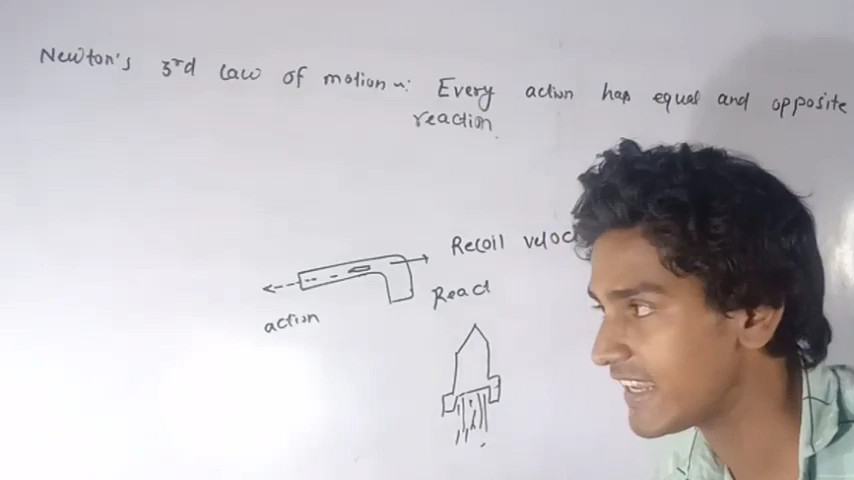 Newton's 3rd law of motion ~: Every action has equal and opposite
reaction.
Recoil veloc
React
action